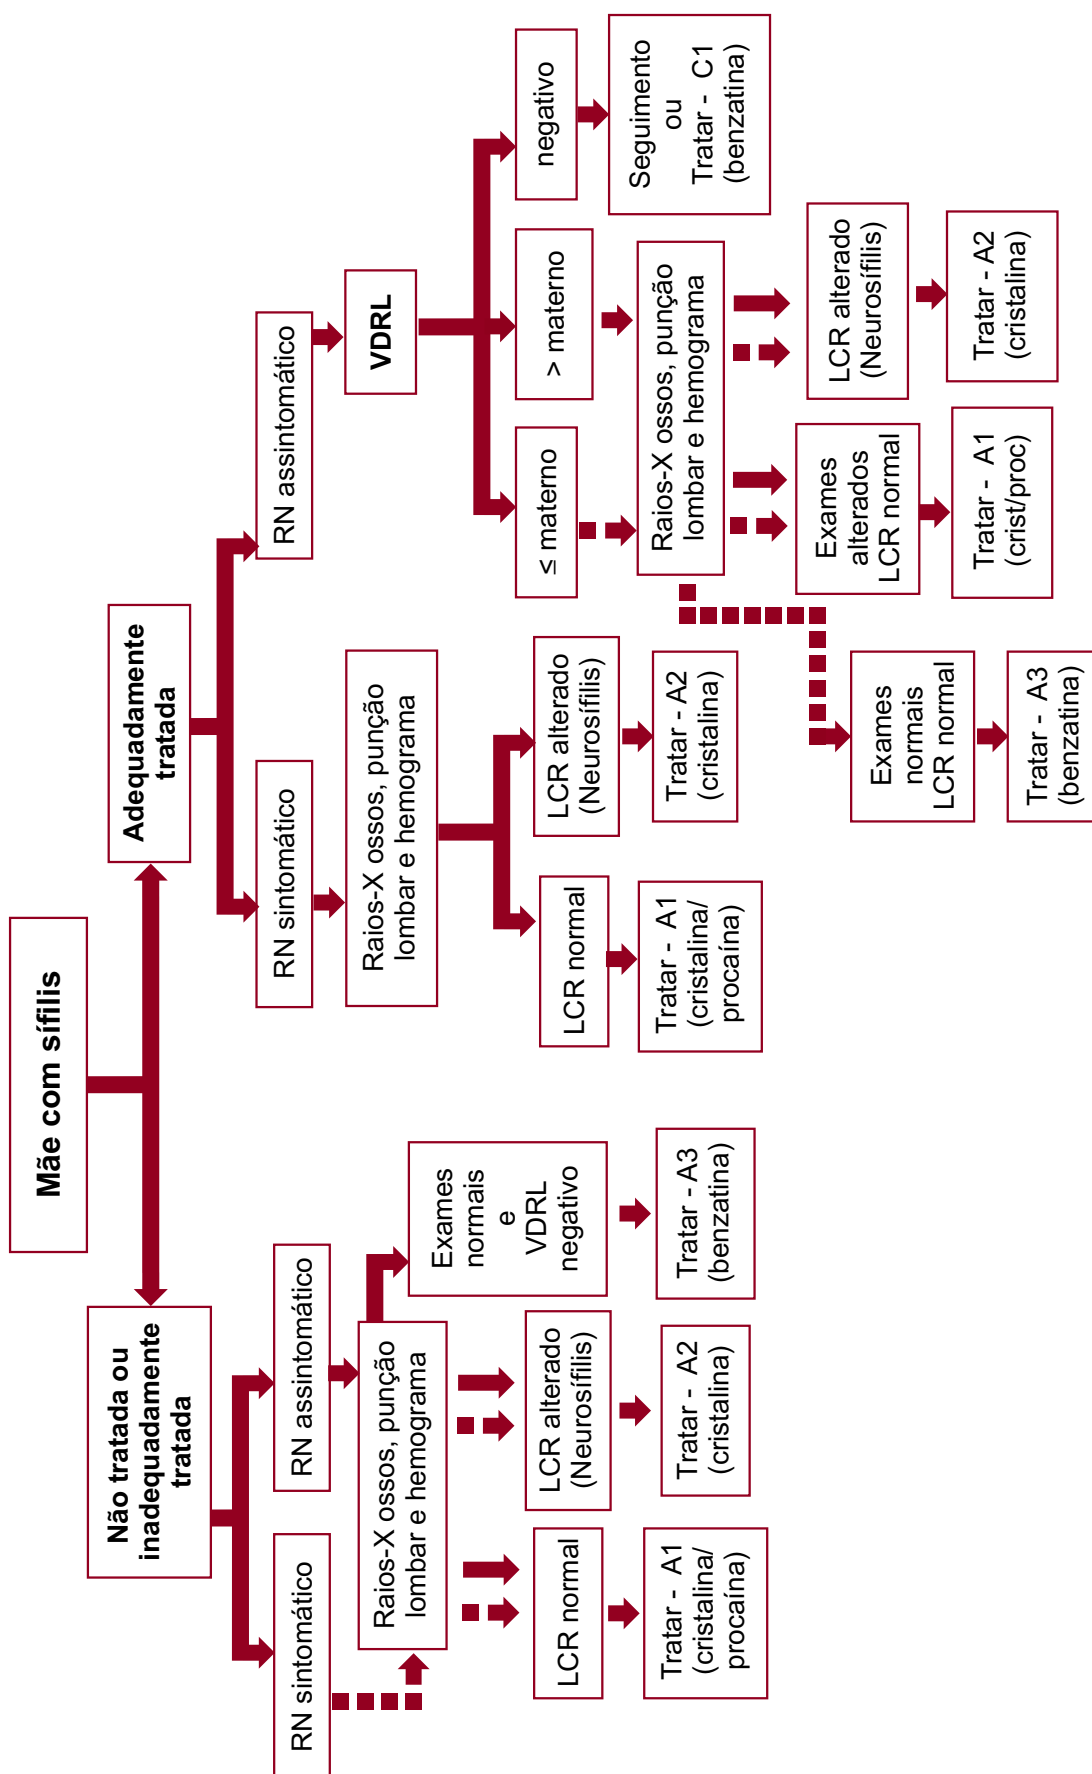 Mãe com sífilis
Não tratada ou
inadequadamente
tratada
Adequadamente
tratada
RN sintomático
RN assintomático
RN sintomático
RN assintomático
Raios-X ossos, punção
lombar e hemograma
Raios-X ossos, punção
lombar e hemograma
VDRL
Exames
normais
e
VDRL
negativo
≤ materno
> materno
negativo
LCR normal
LCR alterado
(Neurosífilis)
LCR normal
LCR alterado
(Neurosífilis)
Raios-X ossos, punção
lombar e hemograma
Seguimento
ou
Tratar - C1
(benzatina)
Tratar - A1
(cristalina/
procaína)
Tratar - A2
(cristalina)
Tratar - A3
(benzatina)
Tratar - A1
(cristalina/
procaína)
Tratar - A2
(cristalina)
Exames
alterados
LCR normal
LCR alterado
(Neurosífilis)
Exames
normais
LCR normal
Tratar - A1
(crist/proc)
Tratar - A2
(cristalina)
Tratar - A3
(benzatina)